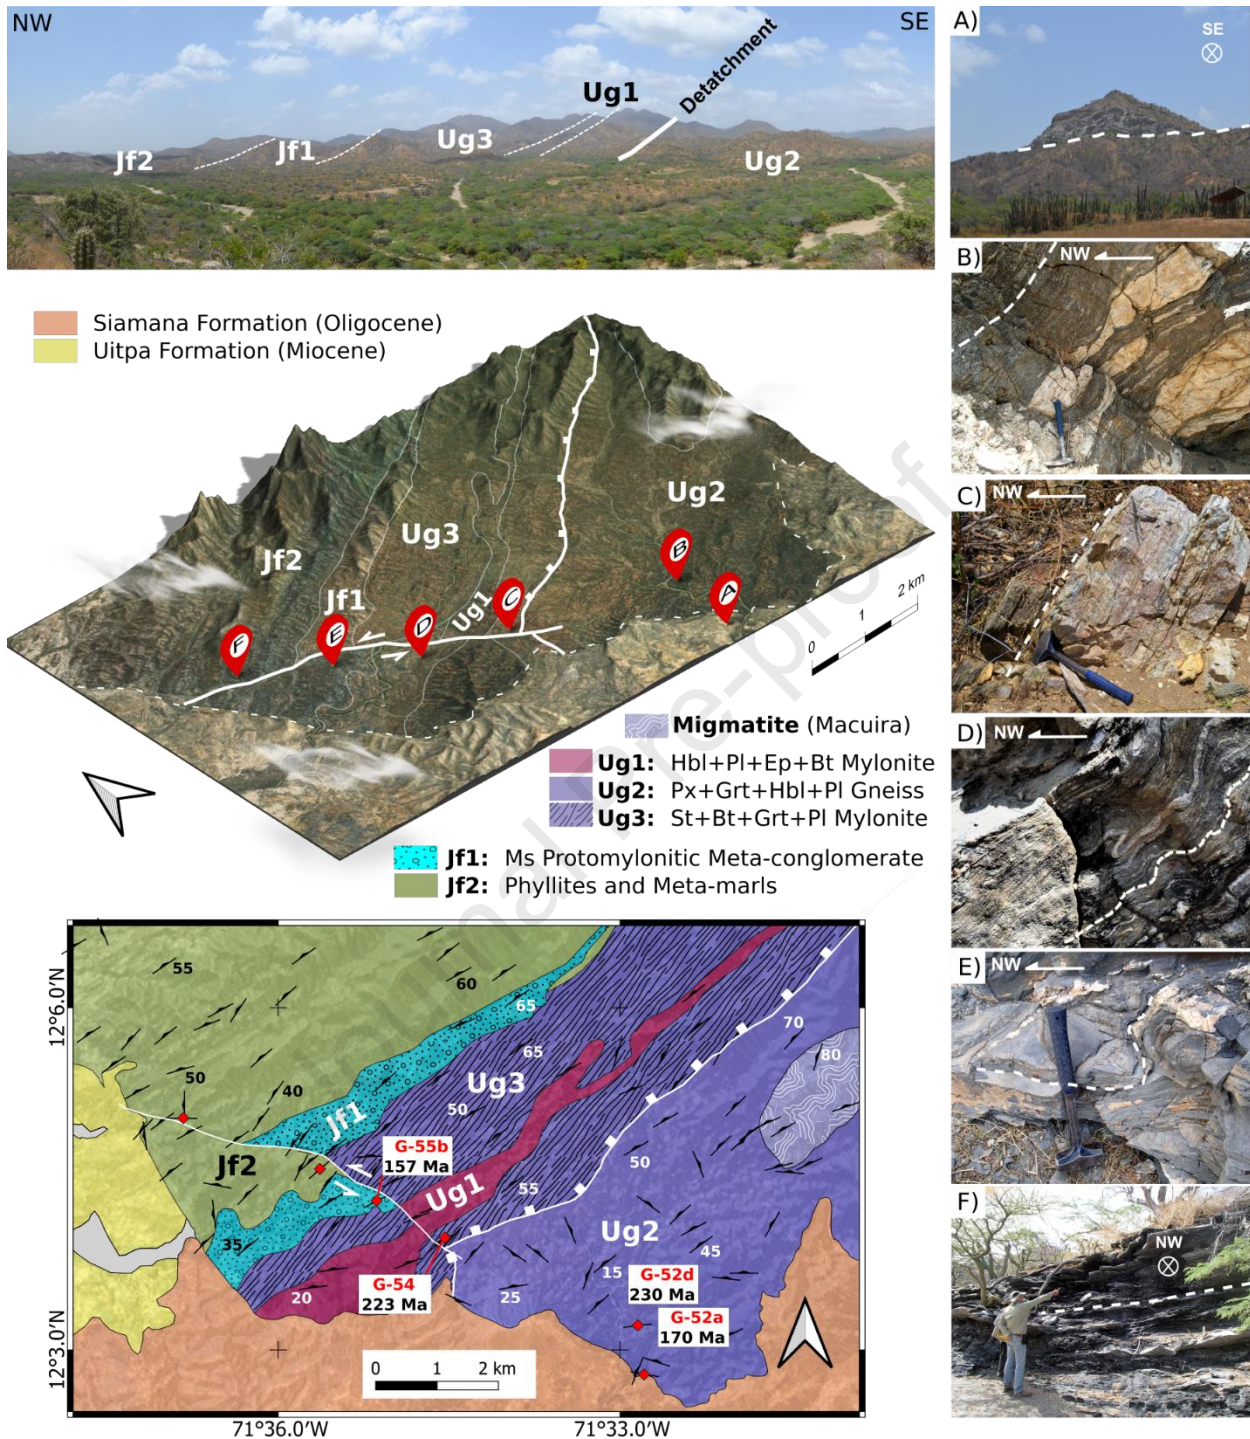 NW
SE
Detatchment
Ug1
Ug3
Jf1
Jf2
Ug2
A)
SE
B)
NW
C)
NW
D)
NW
E)
NW
F)
NW
Siamana Formation (Oligocene)
Uitpa Formation (Miocene)
Ug2
Ug3
Jf2
Jf1
Ug1
A
B
C
D
E
F
0
1
2 km
Migmatite (Macuira)
Ug1: Hbl+Pl+Ep+Bt Mylonite
Ug2: Px+Grt+Hbl+Pl Gneiss
Ug3: St+Bt+Grt+Pl Mylonite
Jf1: Ms Protomylonitic Meta-conglomerate
Jf2: Phyllites and Meta-marls
Journal Pre-proof
12°6.0'N
12°3.0'N
55
60
65
70
80
65
50
40
50
Ug3
Jf1
G-55b
157 Ma
50
Jf2
Ug1
55
Ug2
35
45
15
G-52d
230 Ma
G-54
223 Ma
20
25
G-52a
170 Ma
0 1 2 km
71°36.0'W
71°33.0'W